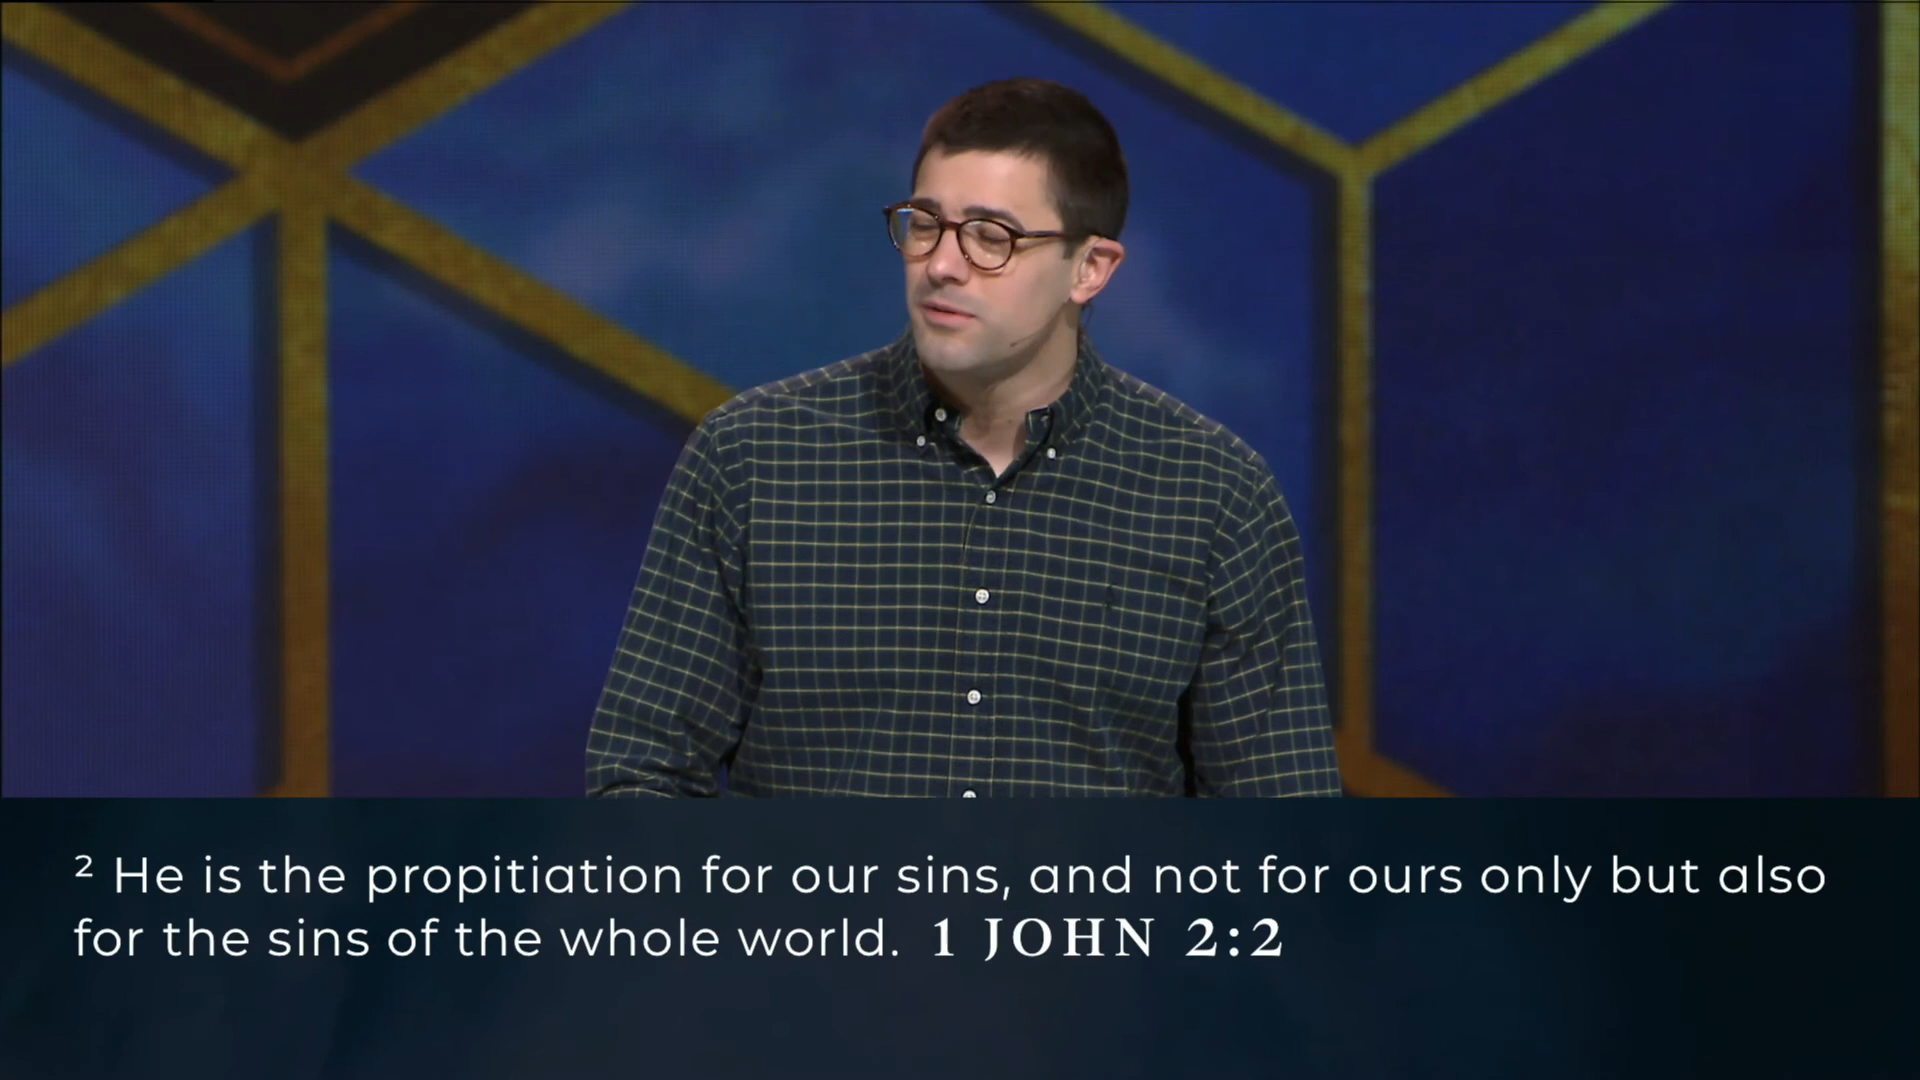 ² He is the propitiation for our sins, and not for ours only but also
for the sins of the whole world. 1 JOHN 2:2